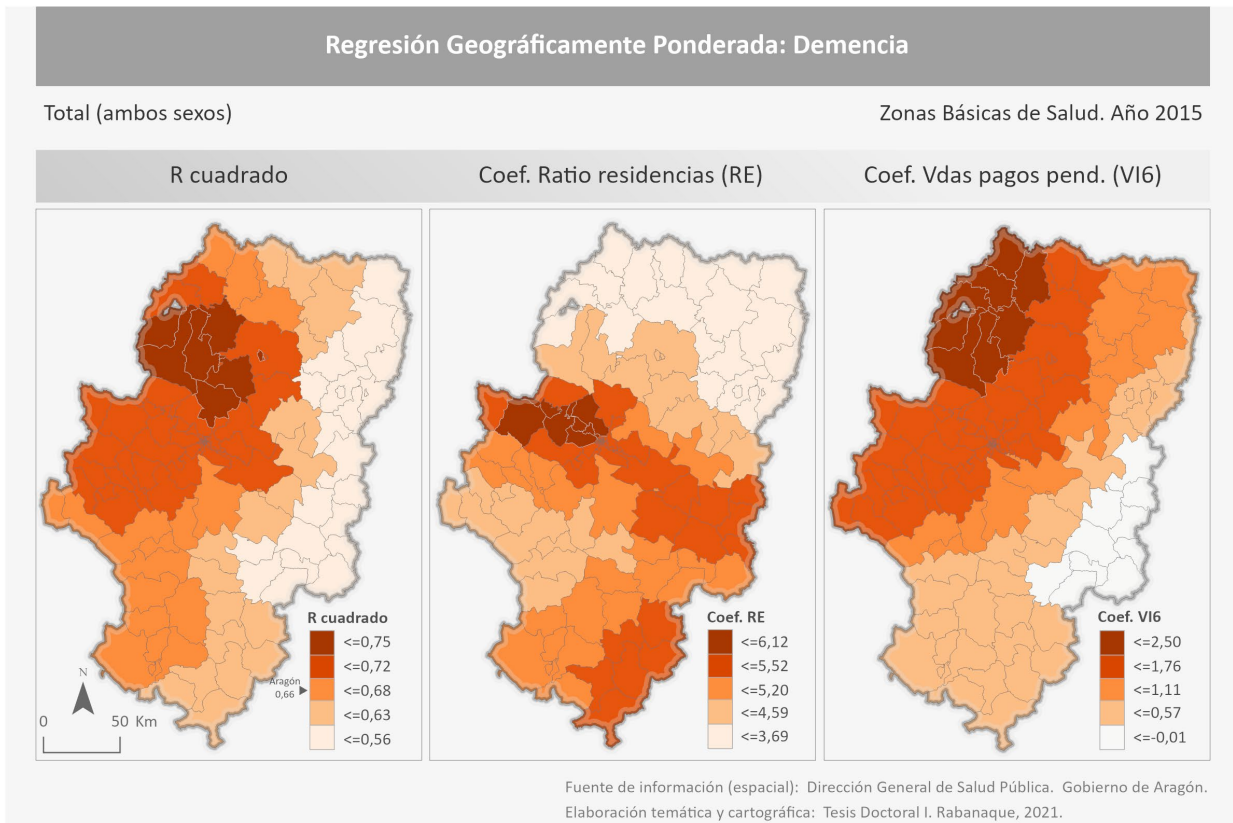 Regresión Geográficamente Ponderada: Demencia
Total (ambos sexos)
Zonas Básicas de Salud. Año 2015
R cuadrado
Coef. Ratio residencias (RE)
Coef. Vdas pagos pend. (VI6)
R cuadrado
<=0,75
<=0,72
<=0,68
<=0,63
<=0,56
Aragón
0,66
N
0 50 Km
Coef. RE
<=6,12
<=5,52
<=5,20
<=4,59
<=3,69
Coef. VI6
<=2,50
<=1,76
<=1,11
<=0,57
<=-0,01
Fuente de información (espacial): Dirección General de Salud Pública. Gobierno de Aragón.
Elaboración temática y cartográfica: Tesis Doctoral I. Rabanaque, 2021.